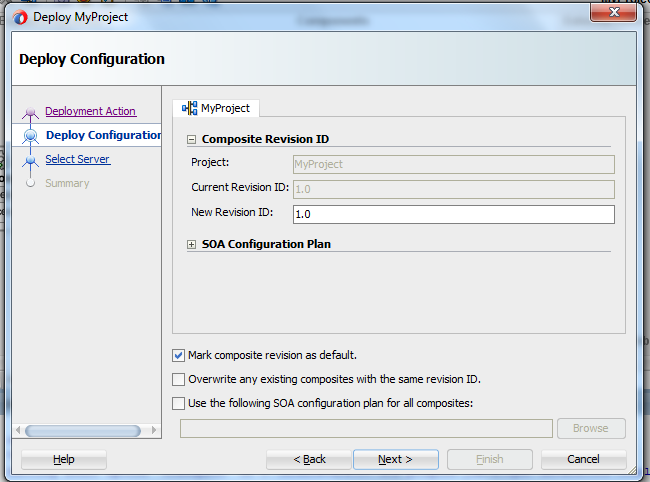 Deploy MyProject
Deploy Configuration
Deployment Action
Deploy Configuration
Select Server
Summary
MyProject
Composite Revision ID
Project: MyProject
Current Revision ID: 1.0
New Revision ID: 1.0
SOA Configuration Plan
Mark composite revision as default.
Overwrite any existing composites with the same revision ID.
Use the following SOA configuration plan for all composites:
Browse
Help < Back Next > Finish Cancel